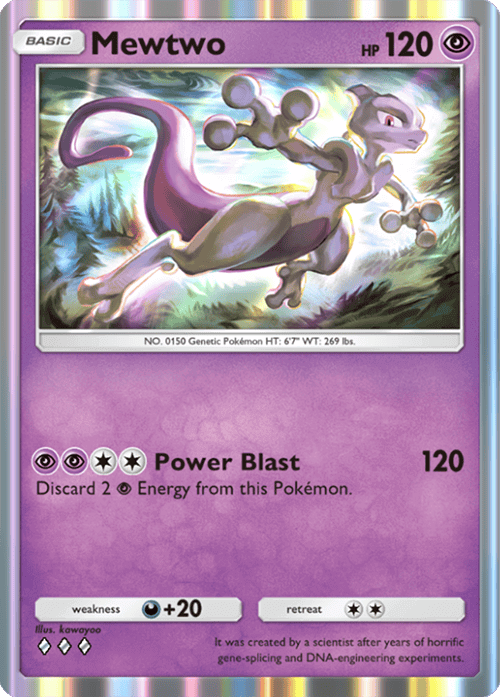 BASIC Mewtwo HP 120
NO. 0150 Genetic Pokémon HT: 6'7" WT: 269 lbs.
Power Blast 120
Discard 2 Energy from this Pokémon.
weakness +20 retreat
Illus. kawayoo
It was created by a scientist after years of horrific
gene-splicing and DNA-engineering experiments.